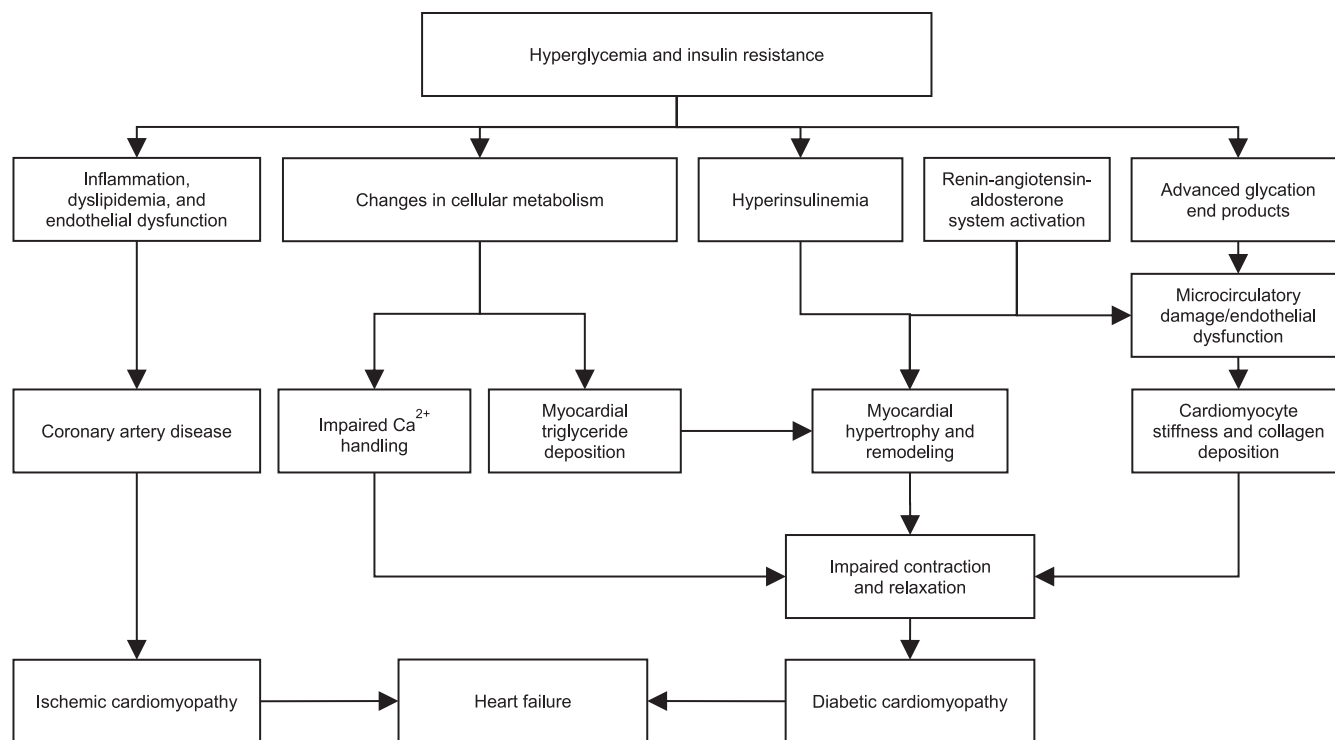 Hyperglycemia and insulin resistance
Inflammation,
dyslipidemia, and
endothelial dysfunction
Changes in cellular metabolism
Hyperinsulinemia
Renin-angiotensin-
aldosterone
system activation
Advanced glycation
end products
Microcirculatory
damage/endothelial
dysfunction
Coronary artery disease
Impaired Ca²⁺
handling
Myocardial
triglyceride
deposition
Myocardial
hypertrophy and
remodeling
Cardiomyocyte
stiffness and collagen
deposition
Impaired contraction
and relaxation
Ischemic cardiomyopathy
Heart failure
Diabetic cardiomyopathy